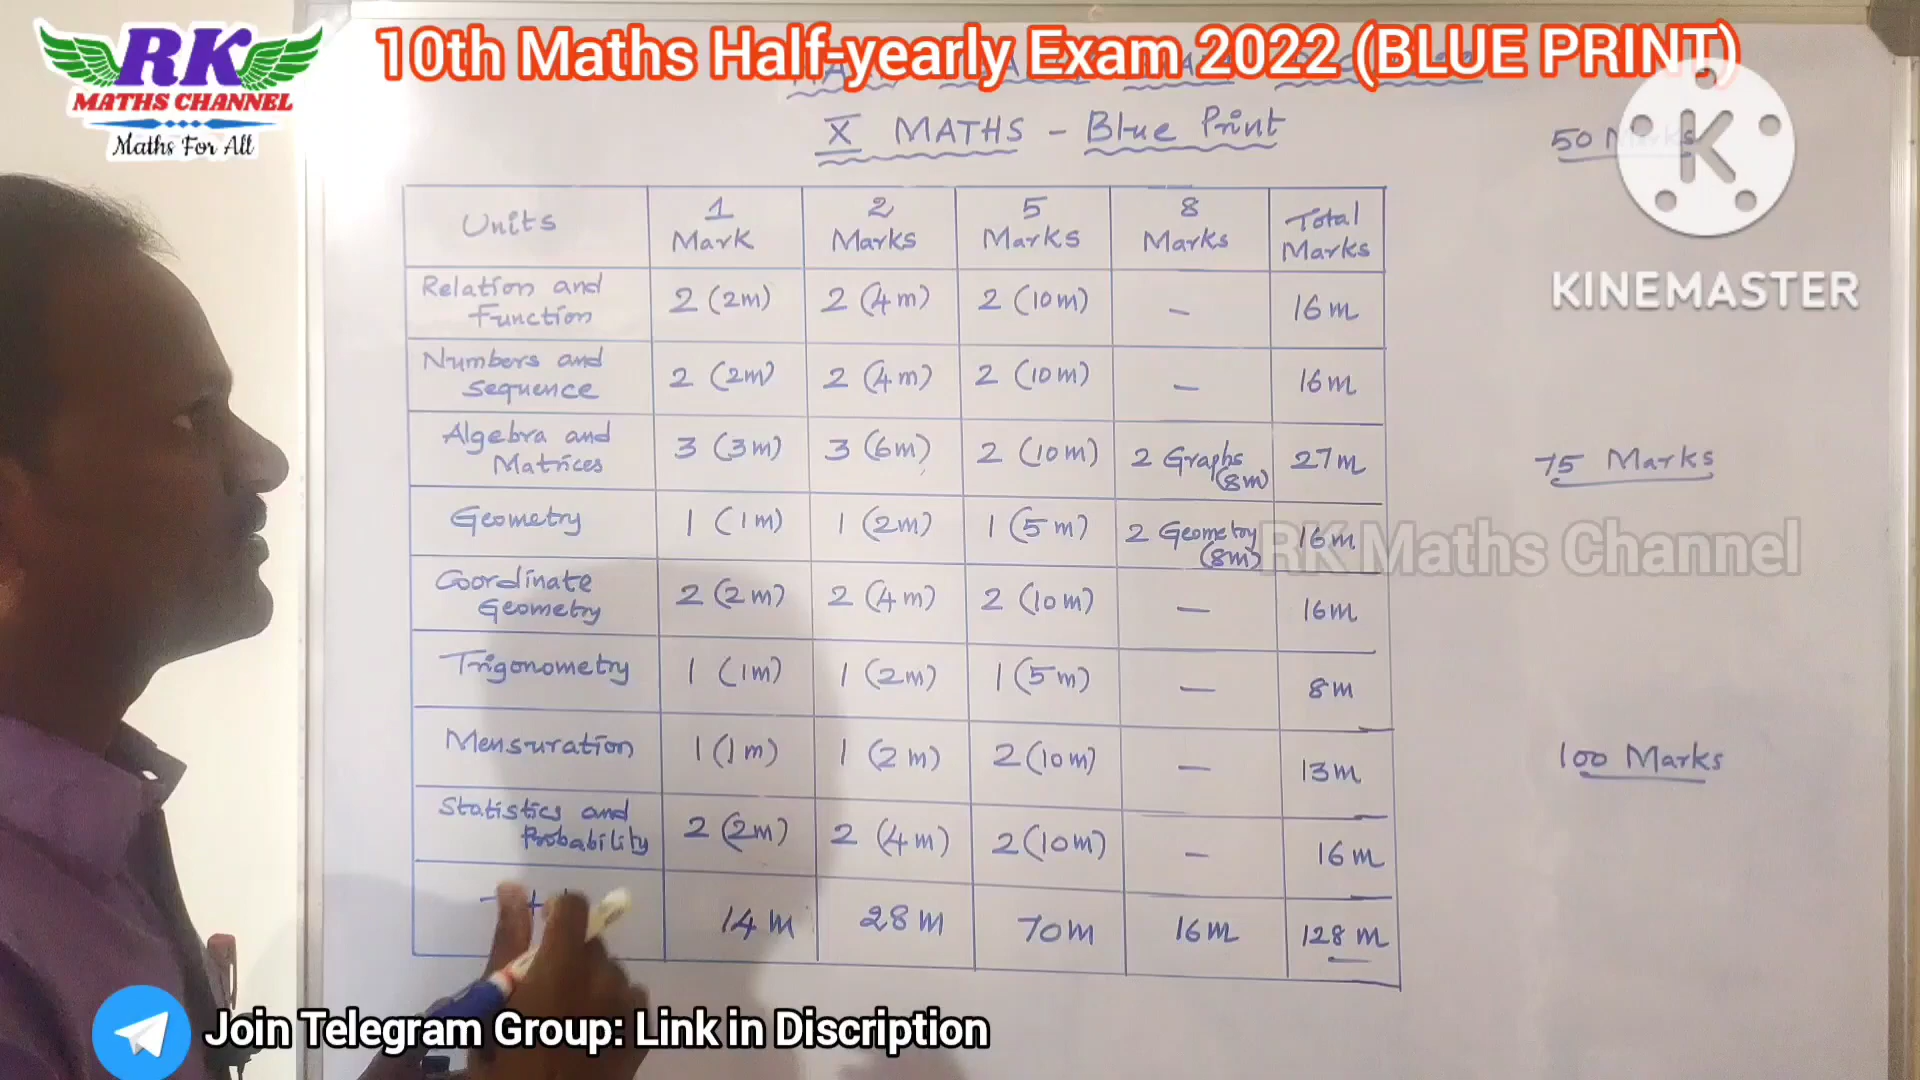 RK
MATHS CHANNEL
Maths For All
10th Maths Half-yearly Exam 2022 (BLUE PRINT)
X MATHS - Blue Print
50 Marks
KINEMASTER
Units 1 Mark 2 Marks 5 Marks 8 Marks Total Marks
Relation and Function 2 (2m) 2 (4m) 2 (10m) - 16m
Numbers and sequence 2 (2m) 2 (4m) 2 (10m) - 16m
Algebra and Matrices 3 (3m) 3 (6m) 2 (10m) 2 Graphs (8m) 27m
75 Marks
Geometry 1 (1m) 1 (2m) 1 (5m) 2 Geometry (8m) 16m
RK Maths Channel
Coordinate Geometry 2 (2m) 2 (4m) 2 (10m) - 16m
Trigonometry 1 (1m) 1 (2m) 1 (5m) - 8m
Mensuration 1 (1m) 1 (2m) 2 (10m) - 13m
100 Marks
Statistics and Probability 2 (2m) 2 (4m) 2 (10m) - 16m
14m 28m 70m 16m 128m
Join Telegram Group: Link in Discription